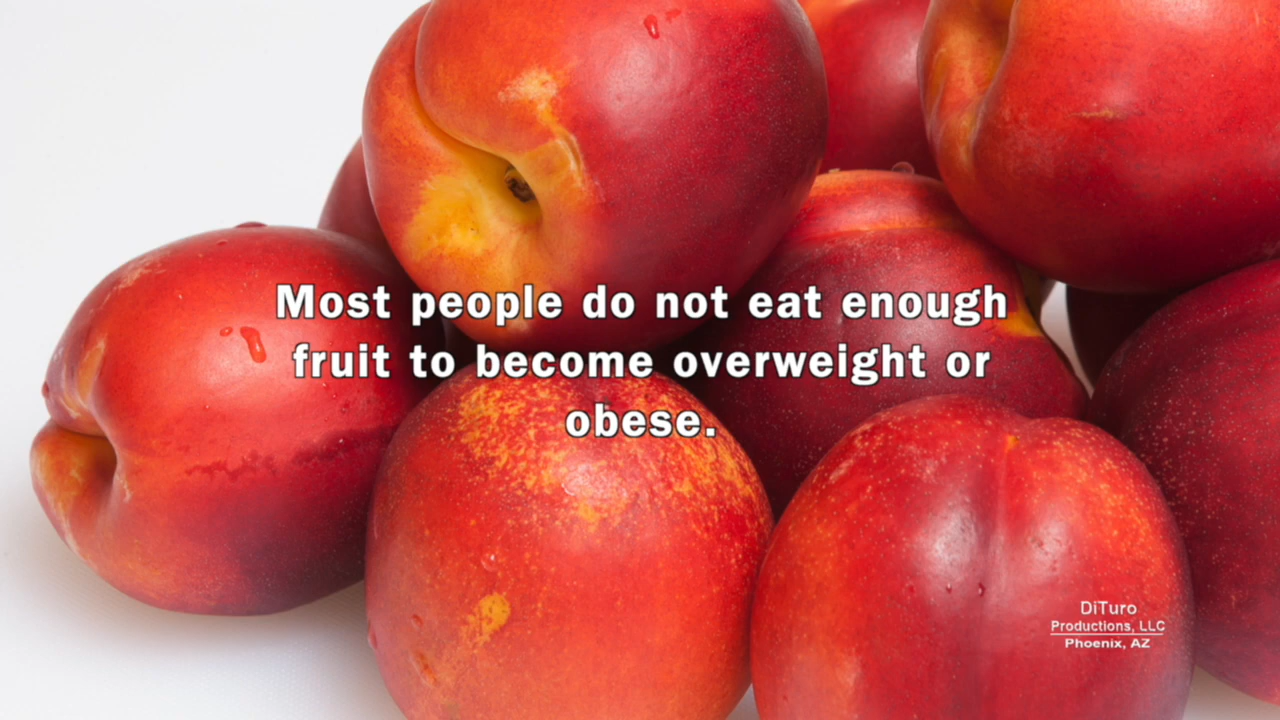 Most people do not eat enough
fruit to become overweight or
obese.
DiTuro
Productions, LLC
Phoenix, AZ